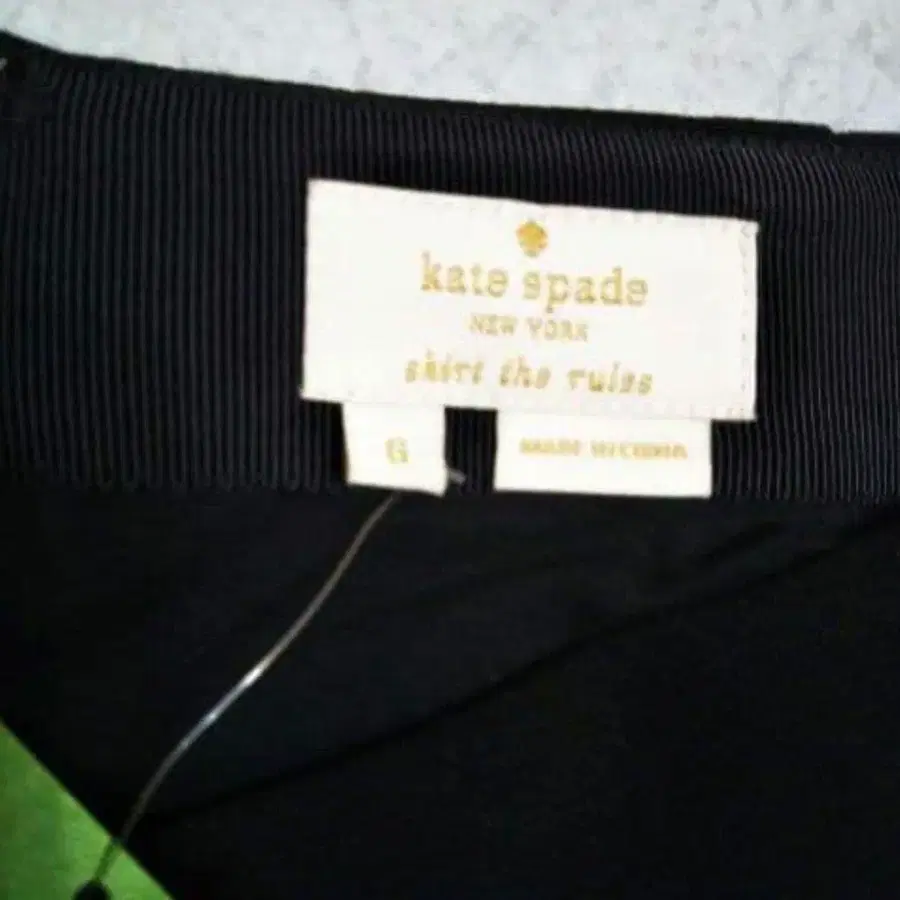 kate spade
NEW YORK
skirt the rules
6
MADE IN CHINA